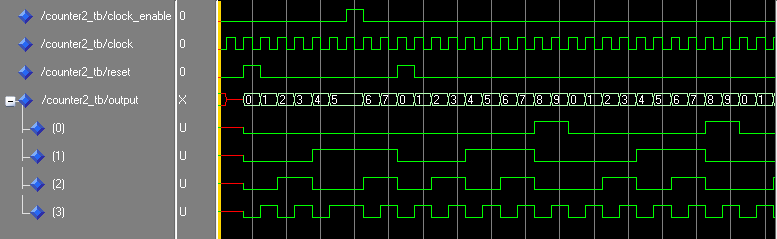 /counter2_tb/clock_enable 0
/counter2_tb/clock 0
/counter2_tb/reset 0
/counter2_tb/output X 0 1 2 3 4 5 6 7 0 1 2 3 4 5 6 7 8 9 0 1 2 3 4 5 6 7 8 9 0 1
(0) U
(1) U
(2) U
(3) U